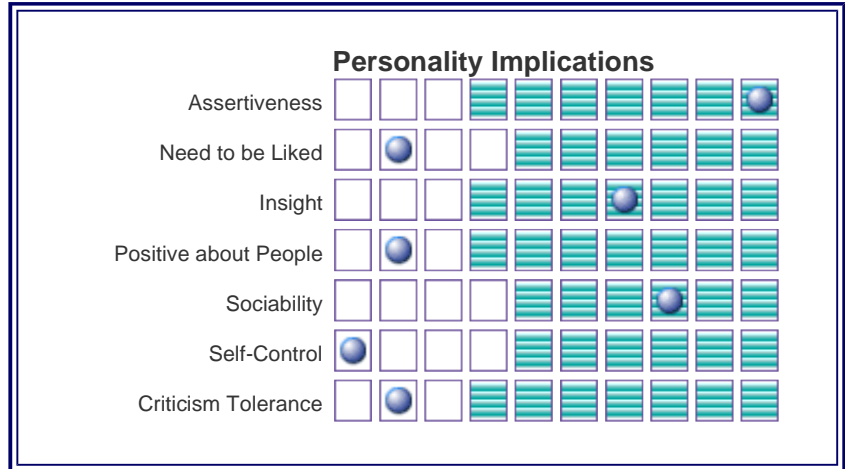 Personality Implications
Assertiveness
Need to be Liked
Insight
Positive about People
Sociability
Self-Control
Criticism Tolerance